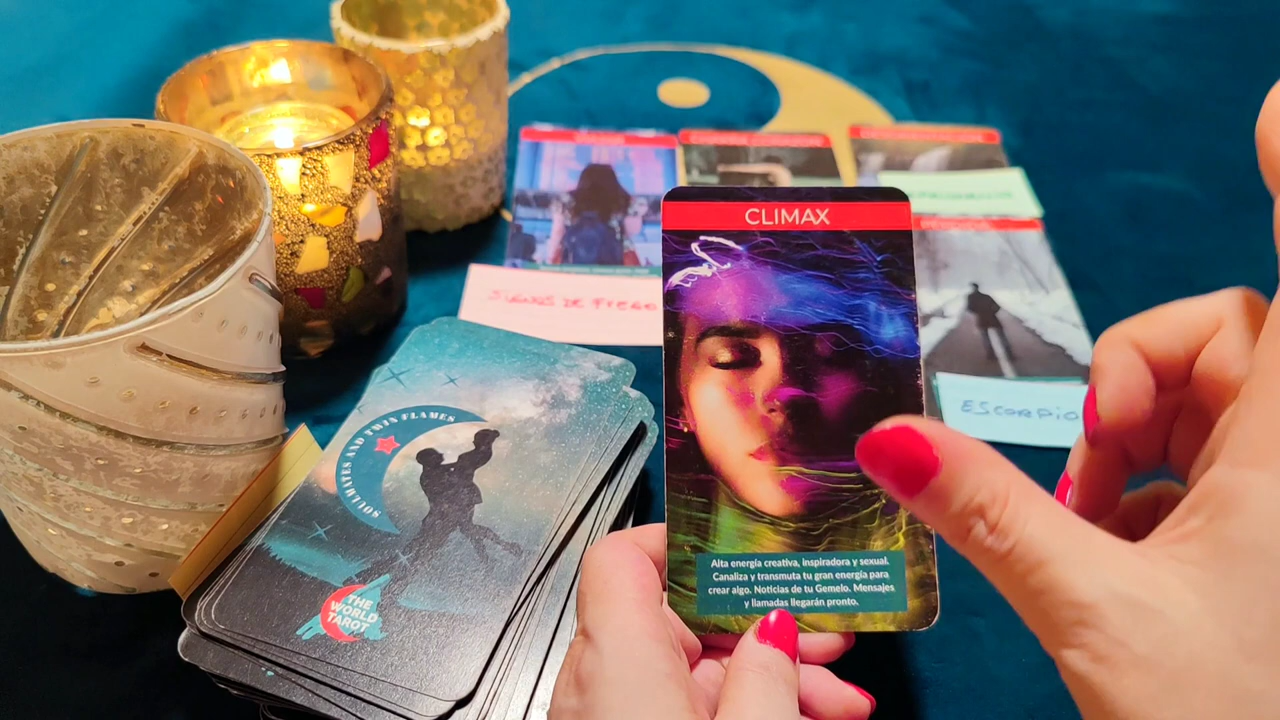 CLIMAX
Alta energía creativa, inspiradora y sexual.
Canaliza y transmuta tu gran energía para
crear algo. Noticias de tu Gemelo. Mensajes
y llamadas llegarán pronto.
SIGNOS DE FUEGO
ESCORPIO
SOULMATES AND TWIN FLAMES
THE
WORLD
TAROT